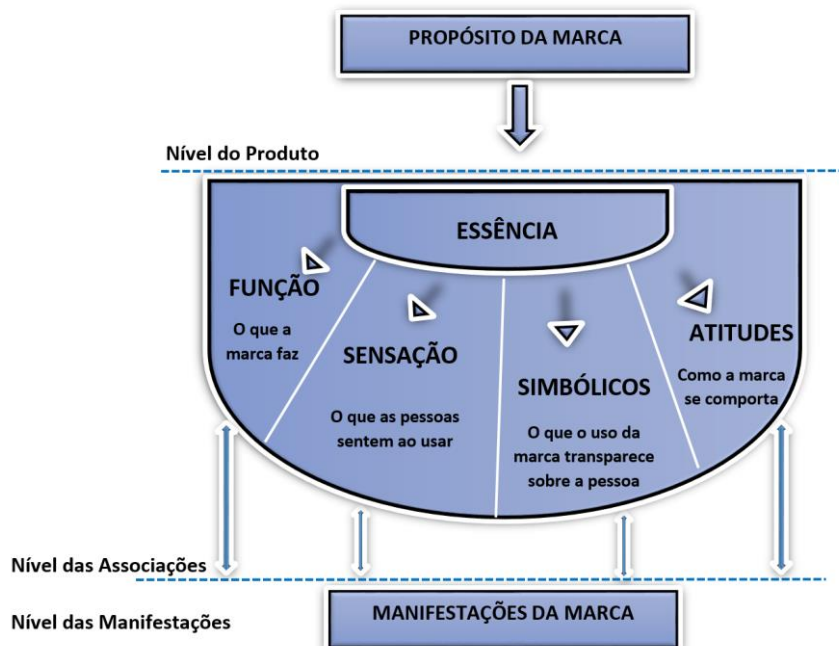 PROPÓSITO DA MARCA
Nível do Produto
ESSÊNCIA
FUNÇÃO
O que a
marca faz
SENSAÇÃO
O que as pessoas
sentem ao usar
SIMBÓLICOS
O que o uso da
marca transparece
sobre a pessoa
ATITUDES
Como a marca
se comporta
Nível das Associações
Nível das Manifestações
MANIFESTAÇÕES DA MARCA